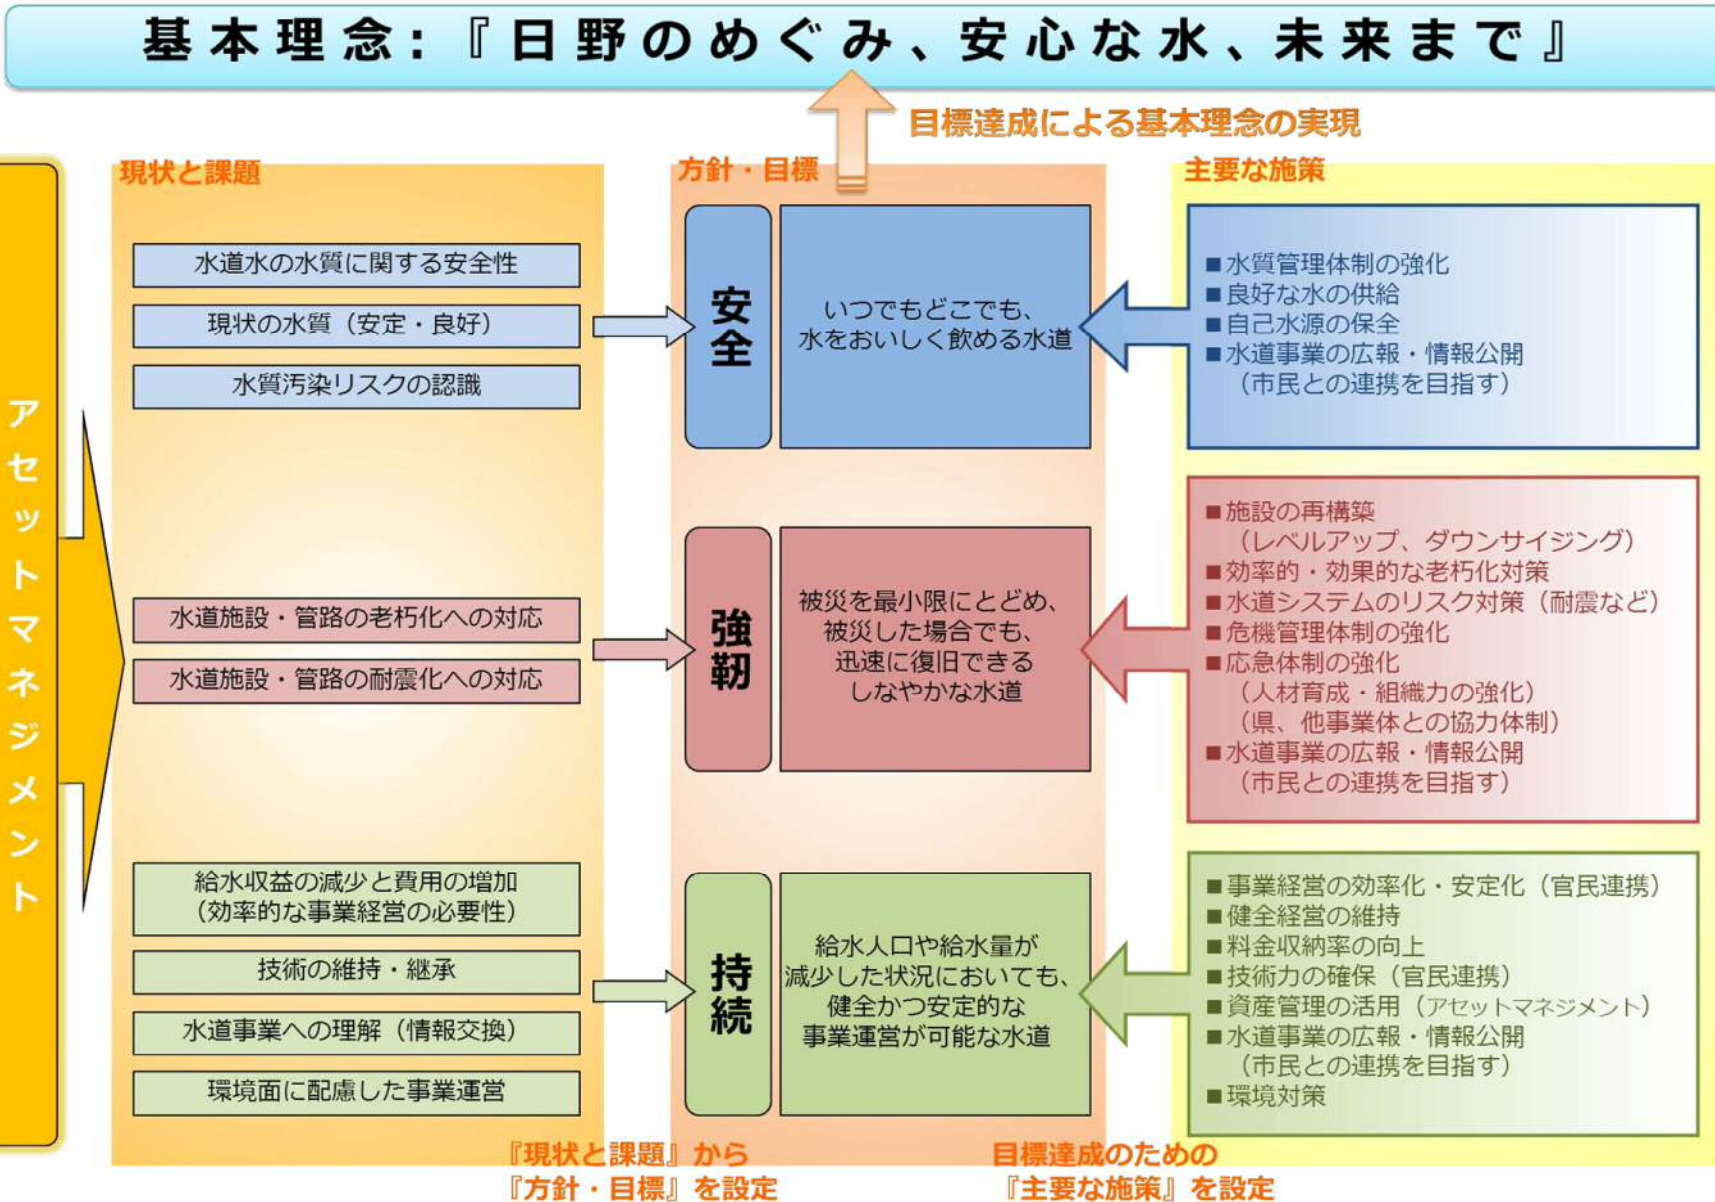 基本理念：『日野のめぐみ、安心な水、未来まで』
目標達成による基本理念の実現
アセットマネジメント
現状と課題
水道水の水質に関する安全性
現状の水質（安定・良好）
水質汚染リスクの認識
水道施設・管路の老朽化への対応
水道施設・管路の耐震化への対応
給水収益の減少と費用の増加
（効率的な事業経営の必要性）
技術の維持・継承
水道事業への理解（情報交換）
環境面に配慮した事業運営
方針・目標
安全
いつでもどこでも、
水をおいしく飲める水道
強靭
被災を最小限にとどめ、
被災した場合でも、
迅速に復旧できる
しなやかな水道
持続
給水人口や給水量が
減少した状況においても、
健全かつ安定的な
事業運営が可能な水道
主要な施策
■水質管理体制の強化
■良好な水の供給
■自己水源の保全
■水道事業の広報・情報公開
（市民との連携を目指す）
■施設の再構築
（レベルアップ、ダウンサイジング）
■効率的・効果的な老朽化対策
■水道システムのリスク対策（耐震など）
■危機管理体制の強化
■応急体制の強化
（人材育成・組織力の強化）
（県、他事業体との協力体制）
■水道事業の広報・情報公開
（市民との連携を目指す）
■事業経営の効率化・安定化（官民連携）
■健全経営の維持
■料金収納率の向上
■技術力の確保（官民連携）
■資産管理の活用（アセットマネジメント）
■水道事業の広報・情報公開
（市民との連携を目指す）
■環境対策
『現状と課題』から
『方針・目標』を設定
目標達成のための
『主要な施策』を設定